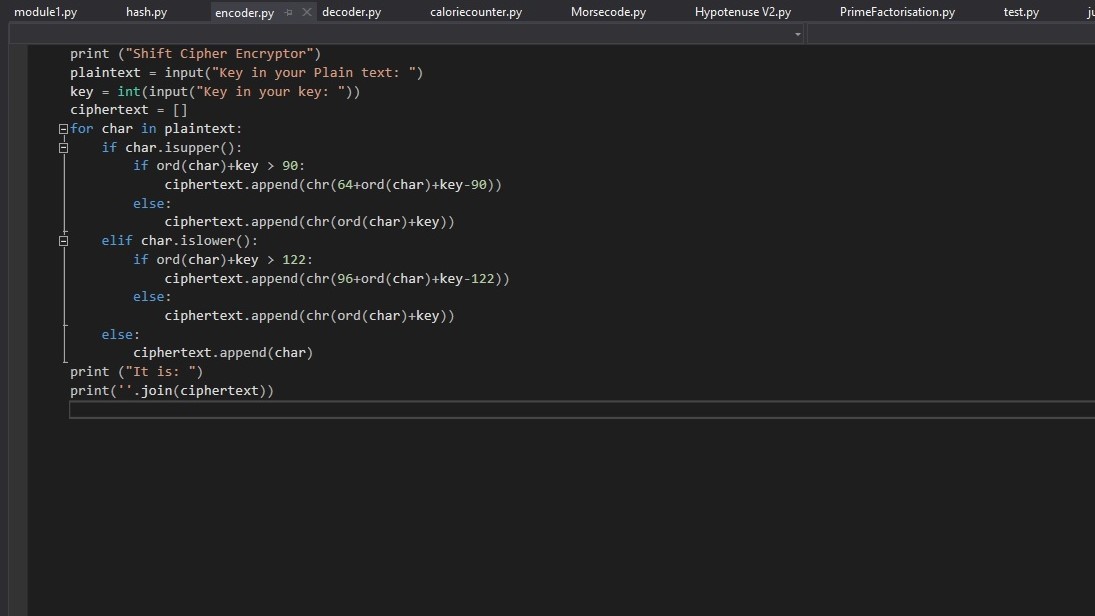 module1.py hash.py encoder.py decoder.py caloriecounter.py Morsecode.py Hypotenuse V2.py PrimeFactorisation.py test.py
print ("Shift Cipher Encryptor")
plaintext = input("Key in your Plain text: ")
key = int(input("Key in your key: "))
ciphertext = []
for char in plaintext:
    if char.isupper():
        if ord(char)+key > 90:
            ciphertext.append(chr(64+ord(char)+key-90))
        else:
            ciphertext.append(chr(ord(char)+key))
    elif char.islower():
        if ord(char)+key > 122:
            ciphertext.append(chr(96+ord(char)+key-122))
        else:
            ciphertext.append(chr(ord(char)+key))
    else:
        ciphertext.append(char)
print ("It is: ")
print(''.join(ciphertext))